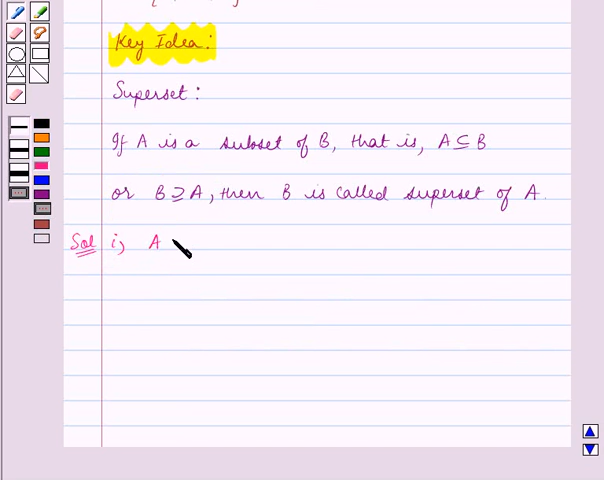 Key Idea:
Superset:
If A is a subset of B, that is, A ⊆ B
or B ⊇ A, then B is called superset of A.
Sol i, A